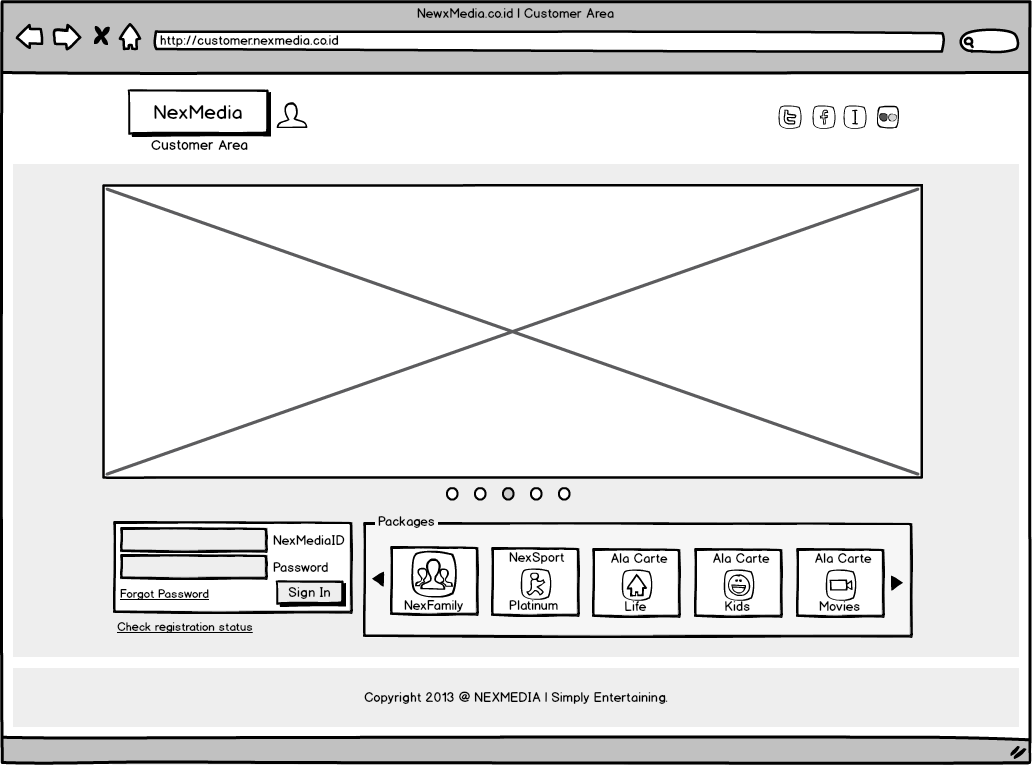 NewxMedia.co.id | Customer Area
http://customer.nexmedia.co.id
NexMedia
Customer Area
NexMediaID
Password
Forgot Password
Sign In
Check registration status
Packages
NexFamily
NexSport
Platinum
Ala Carte
Life
Ala Carte
Kids
Ala Carte
Movies
Copyright 2013 @ NEXMEDIA | Simply Entertaining.